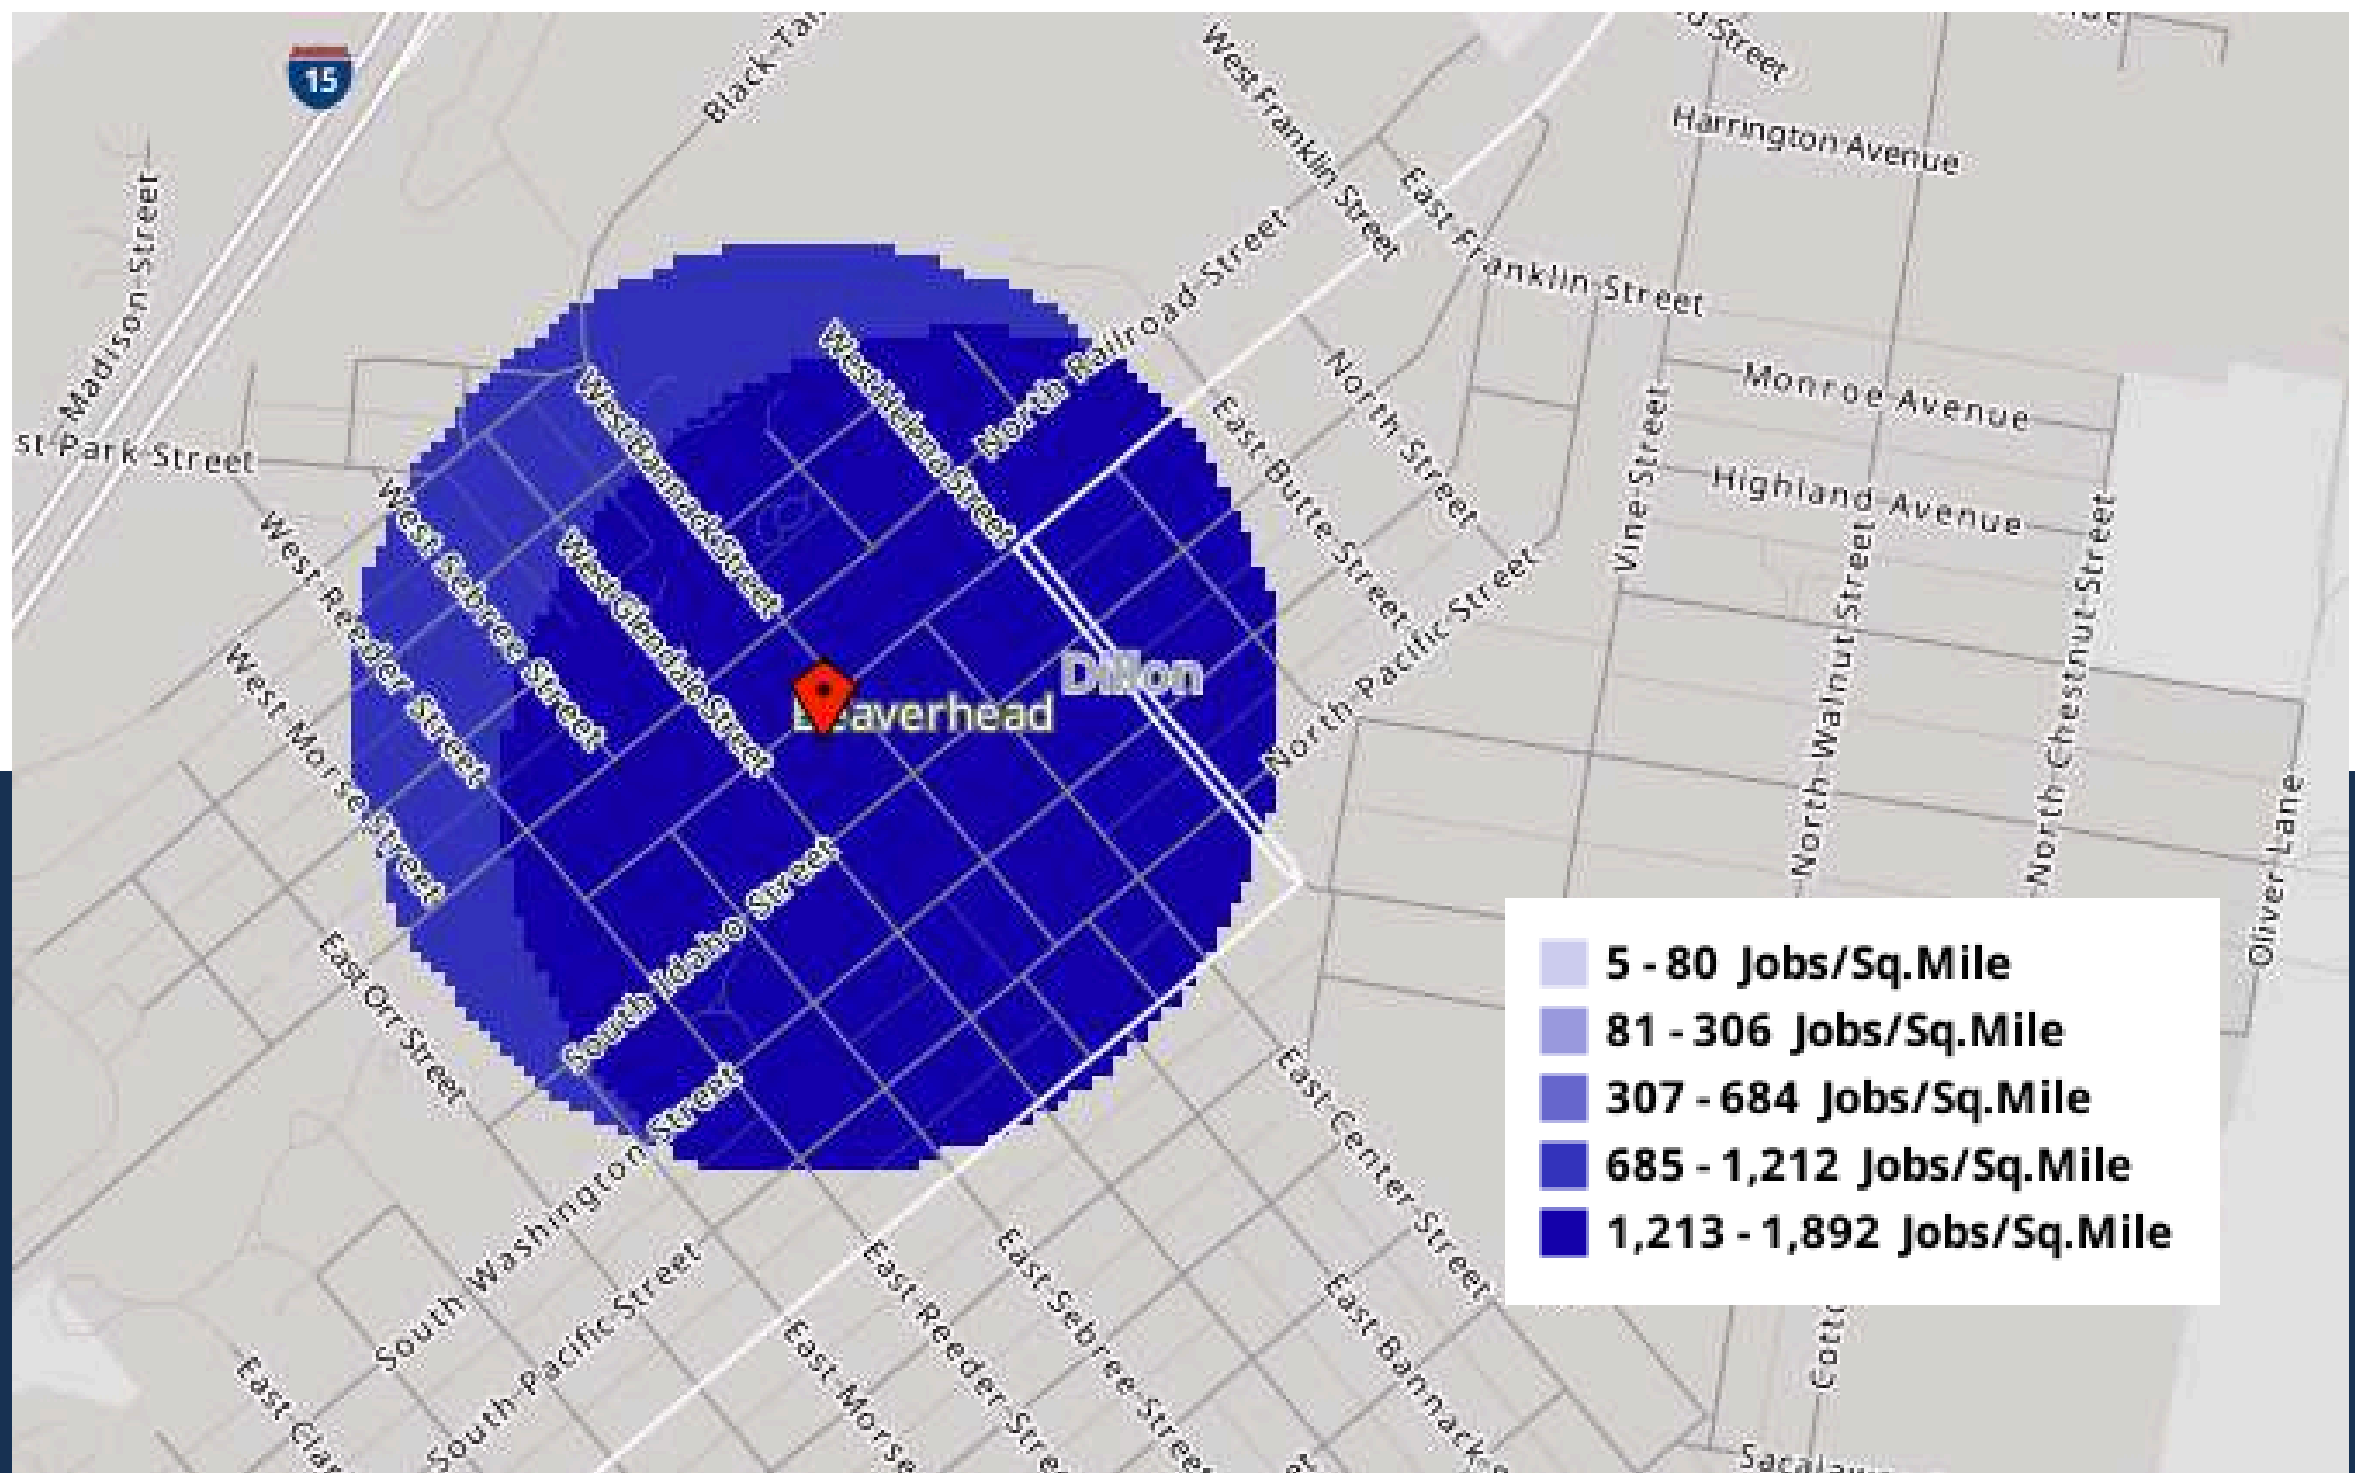 15
Black-Tai
West Franklin Street
Harrington Avenue
Madison-Street
East Franklin-Street
North Railroad-Street
West Helena Street
Monroe Avenue
North Street
West Bannack Street
East-Butte-Street
Vine-Street
st-Park-Street
Highland-Avenue
West Sebree Street
West-Reeder Street
West Glendale Street
North-Pacific-Street
North-Walnut Street
North-Chestnut Street
West-Morse Street
Dillon
Beaverhead
Oliver Lane
South Idaho Street
East Orr-Street
5 - 80 Jobs/Sq.Mile
81 - 306 Jobs/Sq.Mile
307 - 684 Jobs/Sq.Mile
685 - 1,212 Jobs/Sq.Mile
1,213 - 1,892 Jobs/Sq.Mile
East Center-Street
South Washington Street
South-Pacific-Street
East-Reeder-Stree
East-Sebree-Street
East Bannack
East Morse
East Clar
Cotto